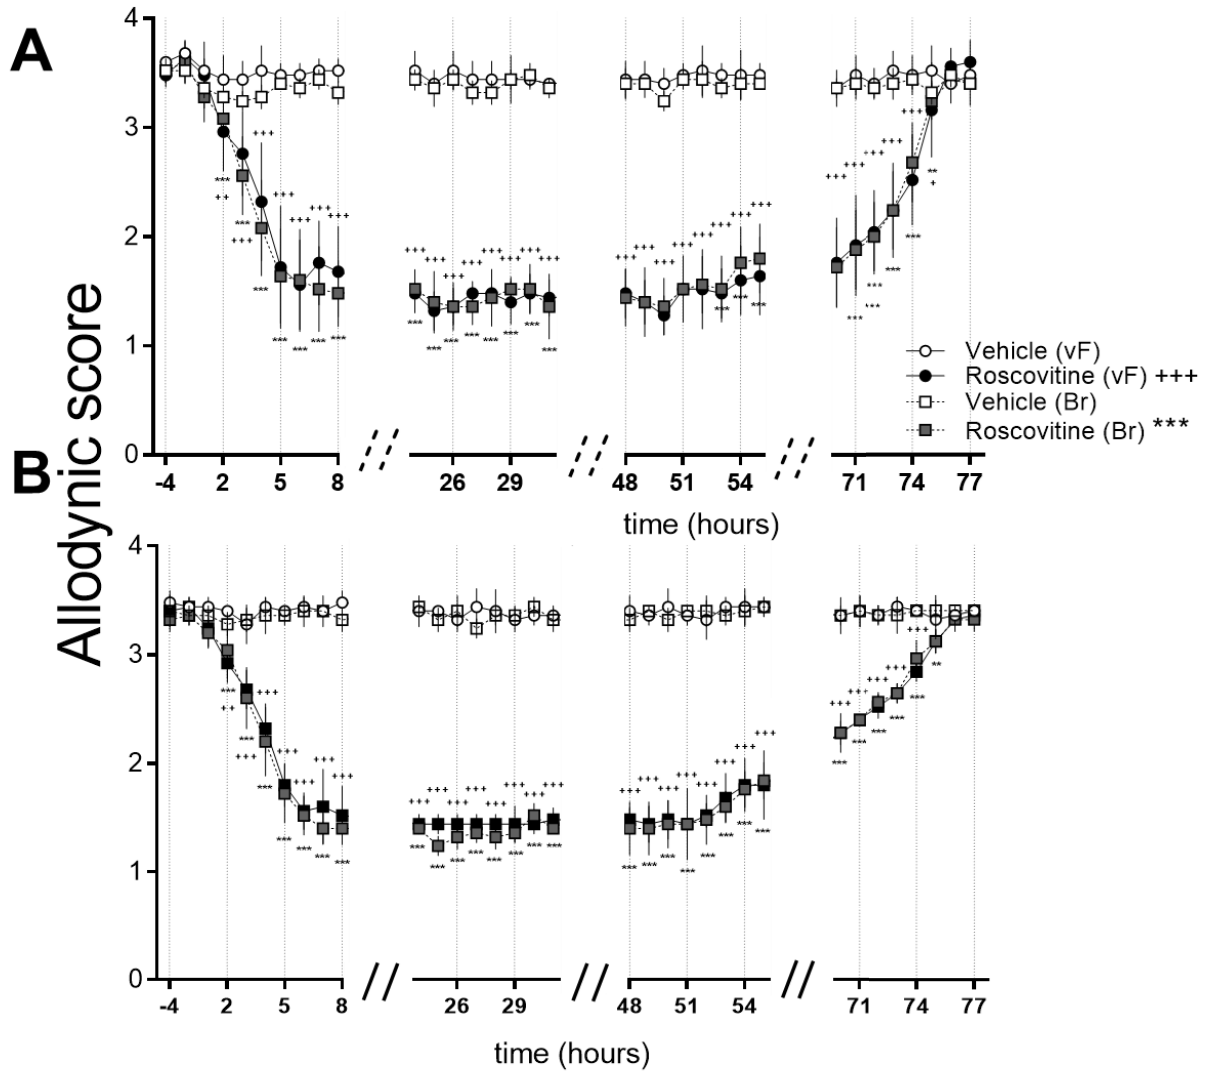 A
4
3
2
1
0
-4 2 5 8 26 29 48 51 54 71 74 77
time (hours)
Vehicle (vF)
Roscovitine (vF) +++
Vehicle (Br)
Roscovitine (Br) ***
Allodynic score
B
4
3
2
1
0
-4 2 5 8 26 29 48 51 54 71 74 77
time (hours)